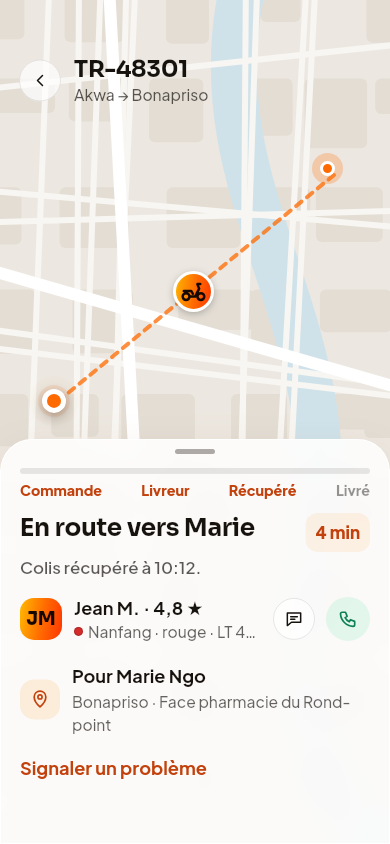 TR-48301
Akwa → Bonapriso
Commande Livreur Récupéré Livré
En route vers Marie
4 min
Colis récupéré à 10:12.
JM
Jean M. · 4,8 ★
Nanfang · rouge · LT 4…
Pour Marie Ngo
Bonapriso · Face pharmacie du Rond-
point
Signaler un problème